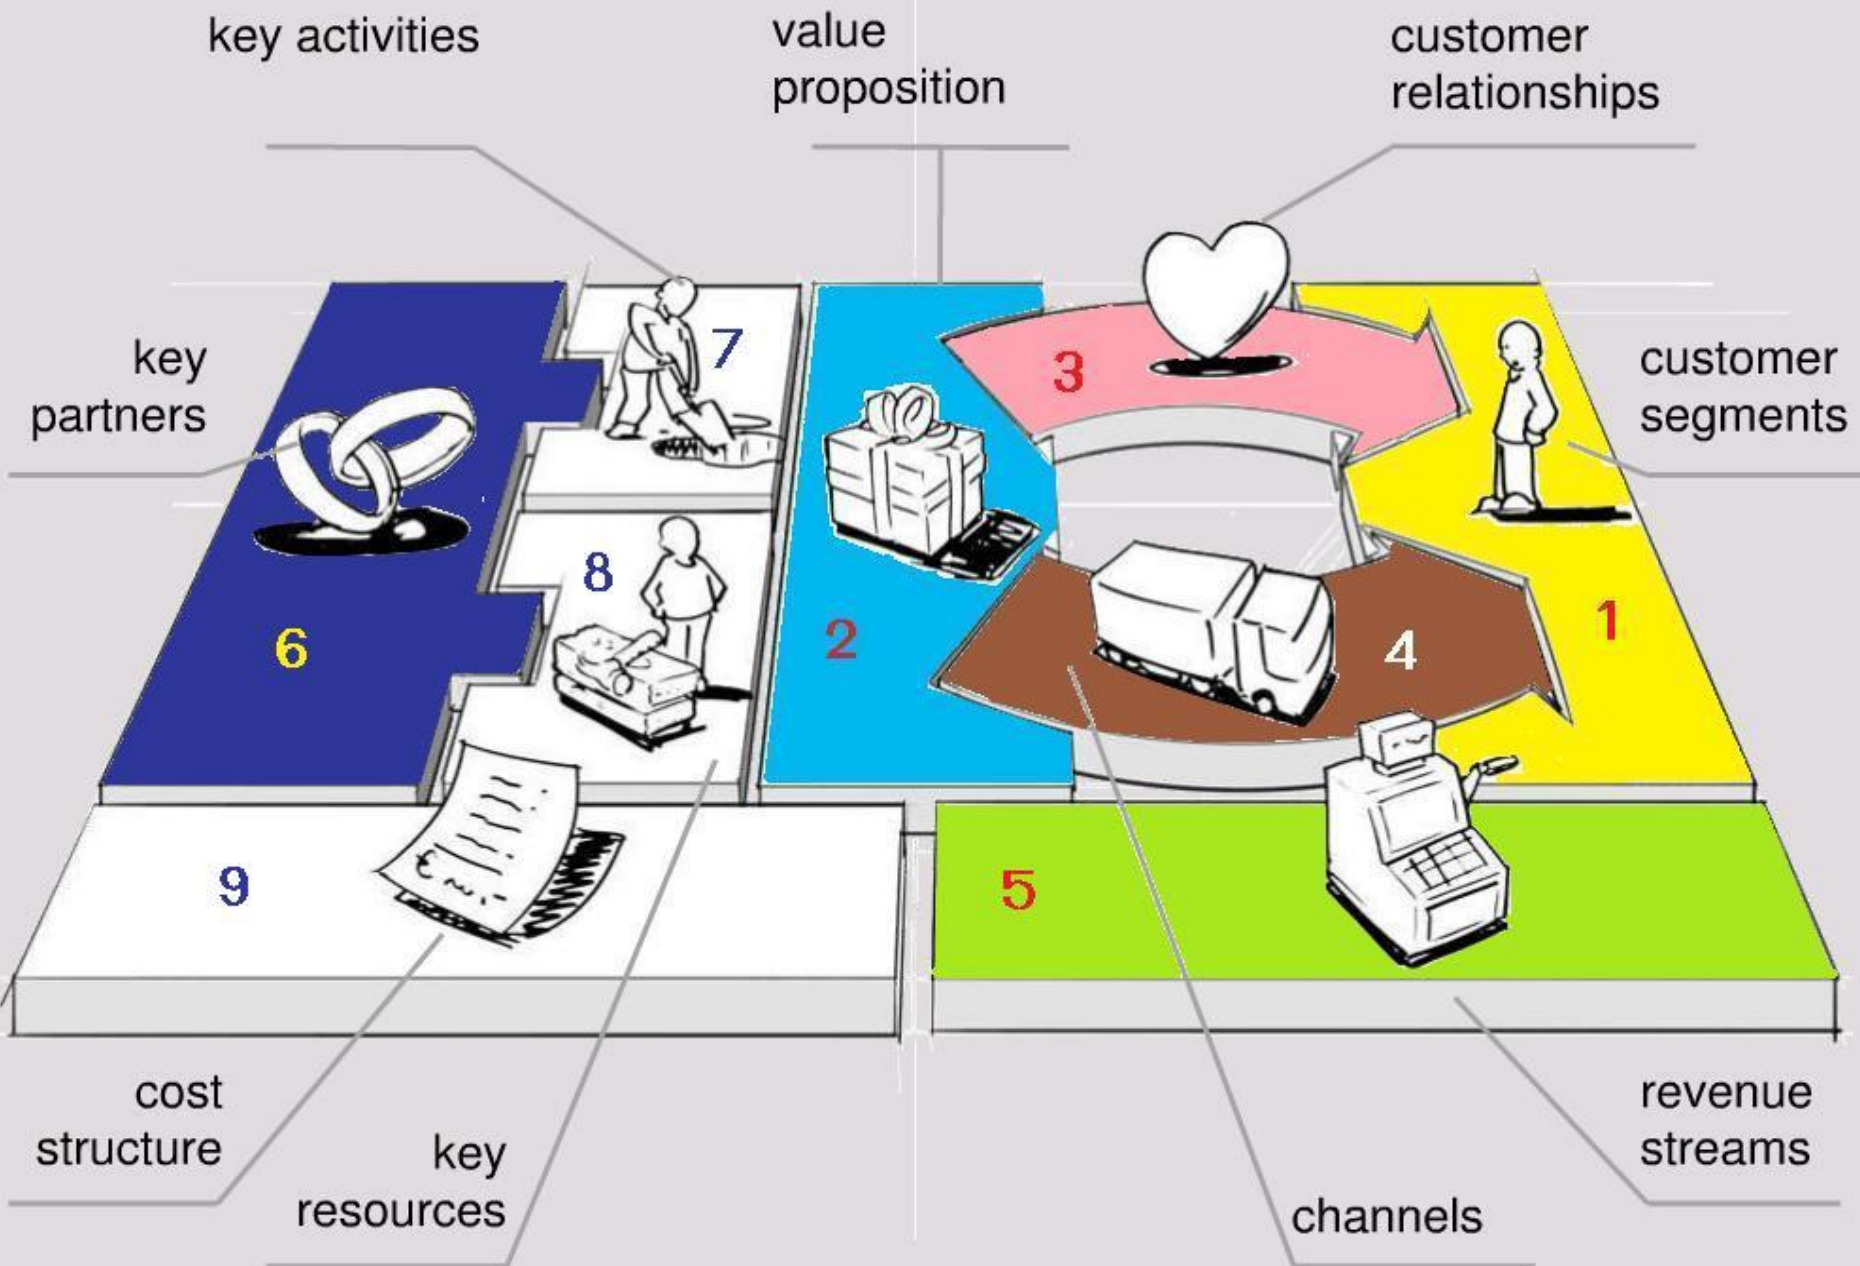 key activities
value
proposition
customer
relationships
key
partners
customer
segments
7
3
8
6
2
4
1
9
5
cost
structure
key
resources
channels
revenue
streams